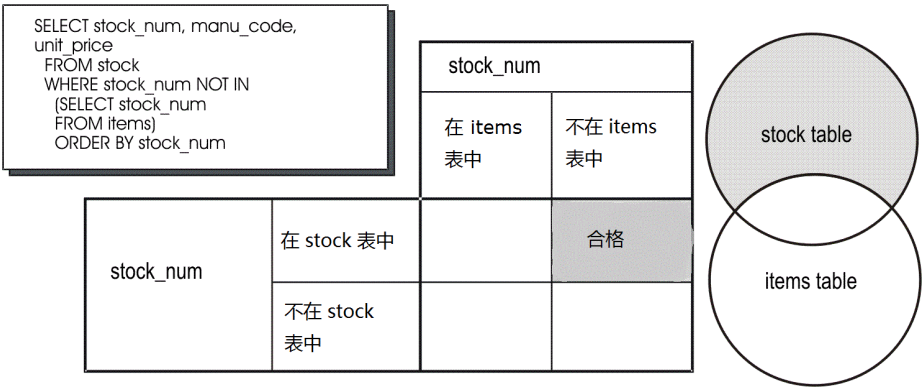 SELECT stock_num, manu_code,
unit_price
FROM stock
WHERE stock_num NOT IN
(SELECT stock_num
FROM items)
ORDER BY stock_num
stock_num
在 items
表中
不在 items
表中
stock_num
在 stock 表中
合格
不在 stock
表中
stock table
items table